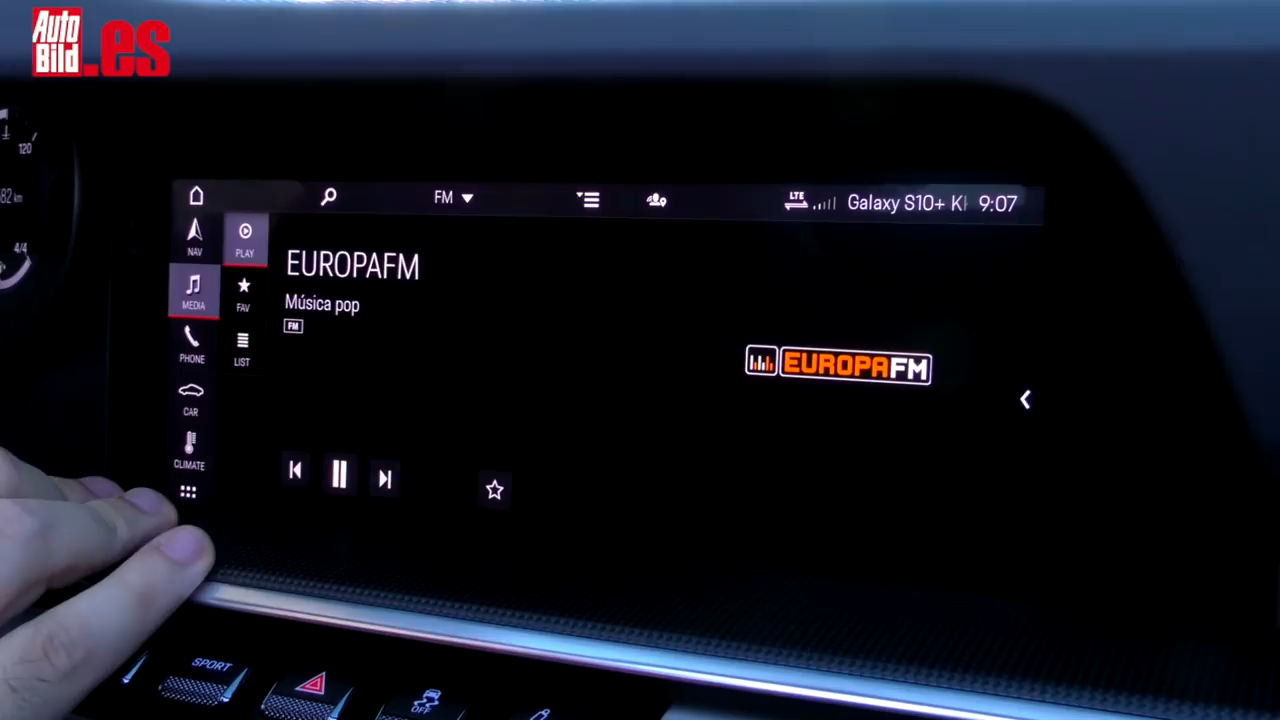 Auto
Bild.es
120
4/4
FM
LTE
Galaxy S10+
9:07
NAV
PLAY
EUROPAFM
MEDIA
FAV
Música pop
FM
PHONE
LIST
EUROPAFM
CAR
CLIMATE
SPORT
OFF